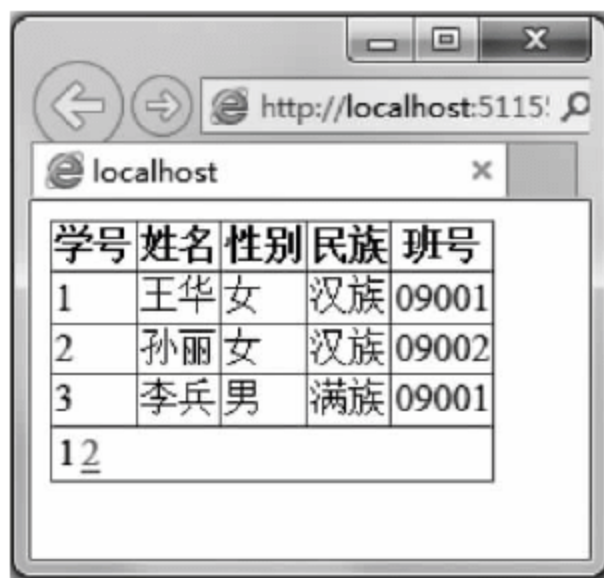 http://localhost:5115
localhost
学号 姓名 性别 民族 班号
1 王华 女 汉族 09001
2 孙丽 女 汉族 09002
3 李兵 男 满族 09001
1 2